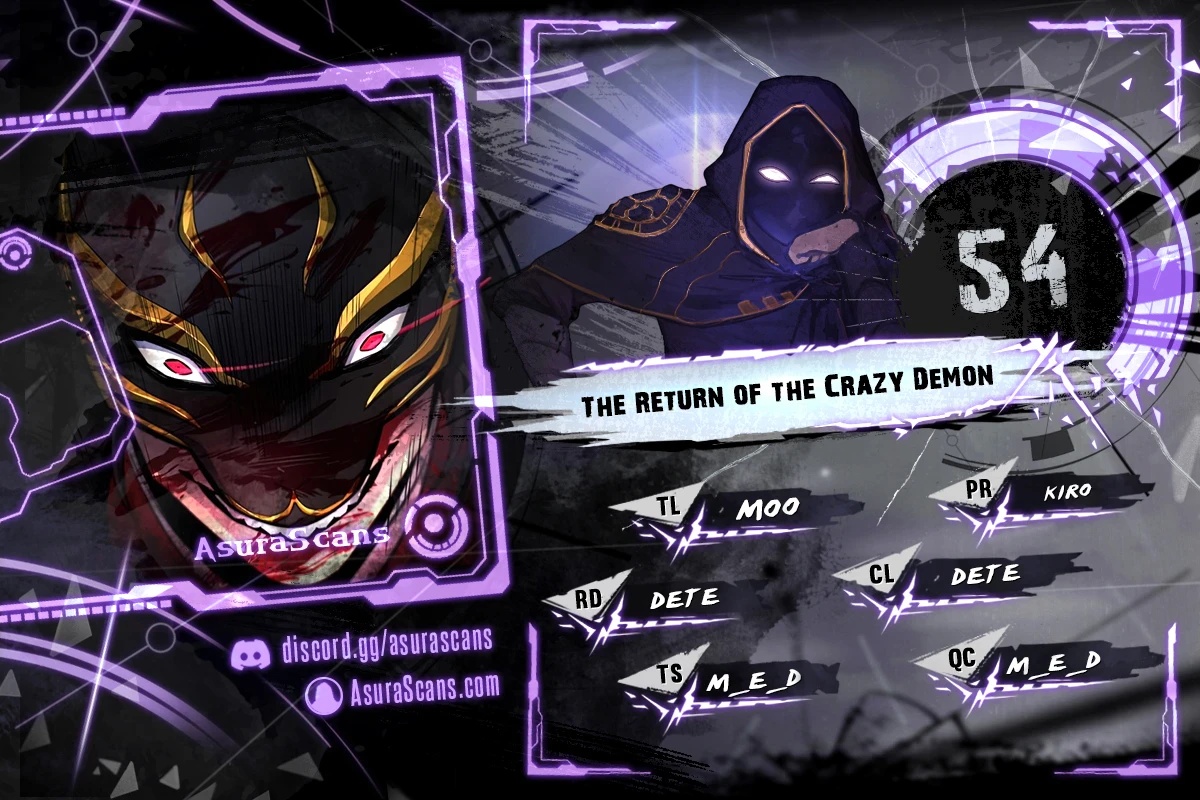 54
THE RETURN OF THE CRAZY DEMON
TL MOO
PR KIRO
RD DETE
CL DETE
TS M_E_D
QC M_E_D
AsuraScans
discord.gg/asurascans
AsuraScans.com